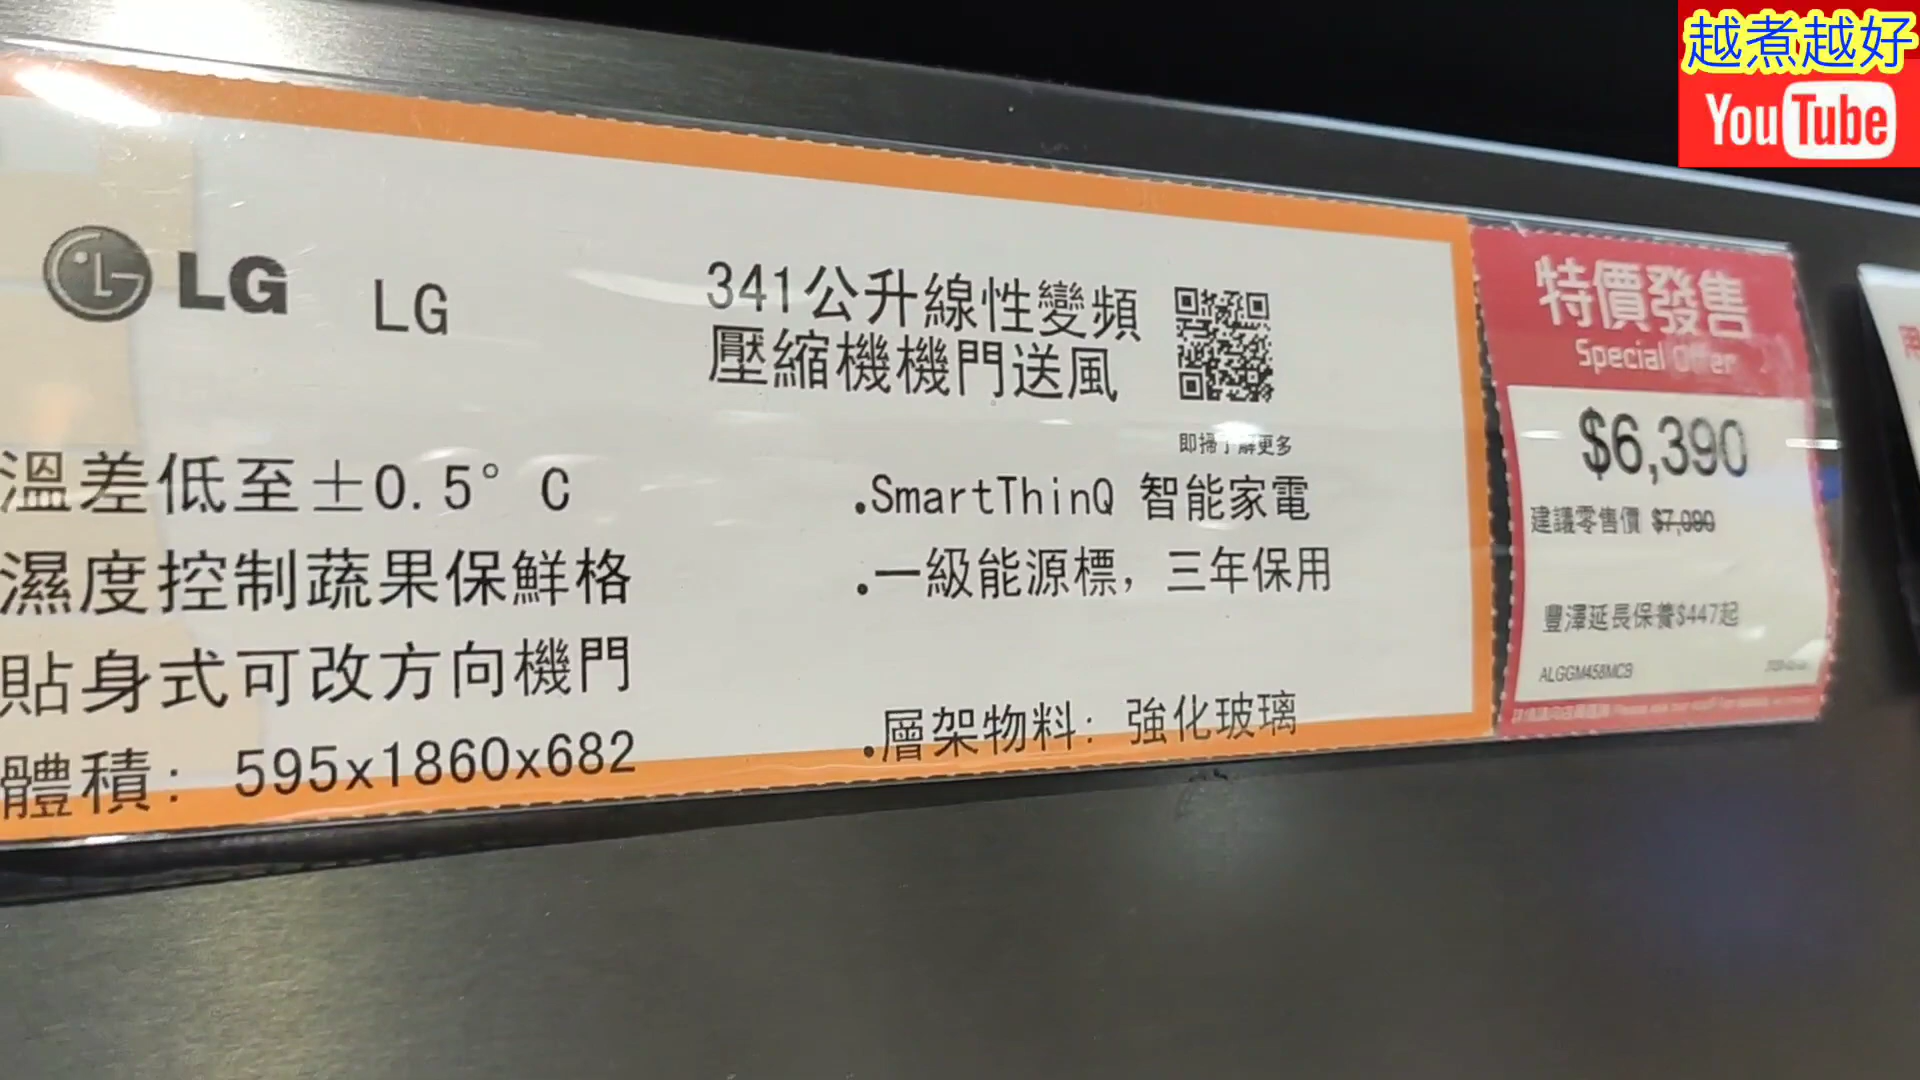 越煮越好
YouTube
LG LG
341公升線性變頻
壓縮機機門送風
即掃了解更多
溫差低至±0.5°C
濕度控制蔬果保鮮格
貼身式可改方向機門
體積: 595x1860x682
.SmartThinQ 智能家電
.一級能源標, 三年保用
.層架物料: 強化玻璃
特價發售
Special Offer
$6,390
建議零售價 $7,090
豐澤延長保養$447起
ALGGM458MCB